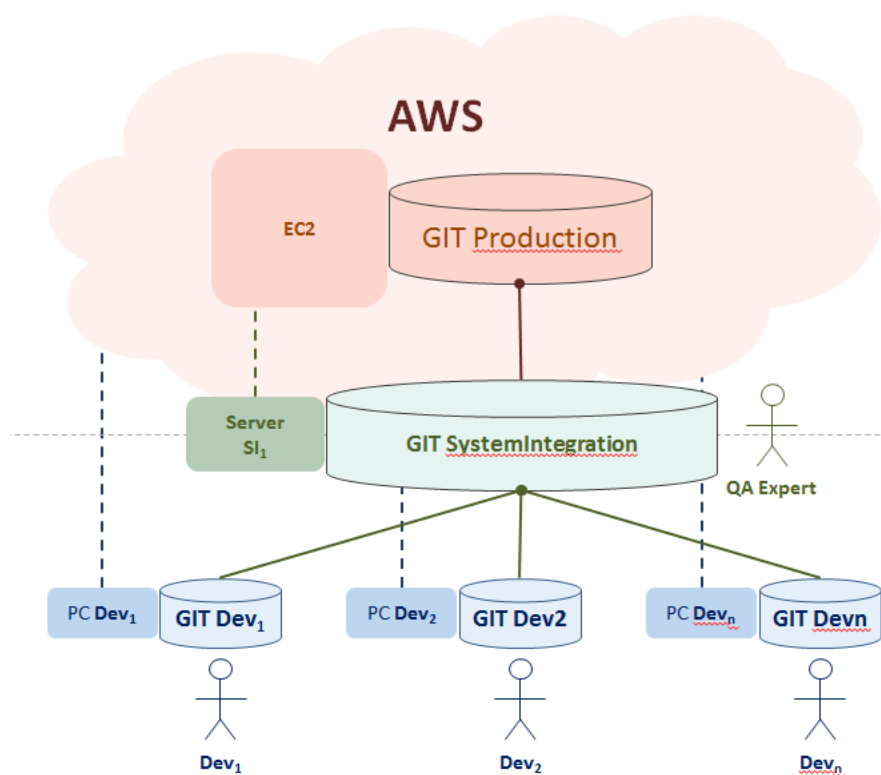 AWS
EC2
GIT Production
Server
SI₁
GIT SystemIntegration
QA Expert
PC Dev₁
GIT Dev₁
PC Dev₂
GIT Dev2
PC Devₙ
GIT Devn
Dev₁
Dev₂
Devₙ